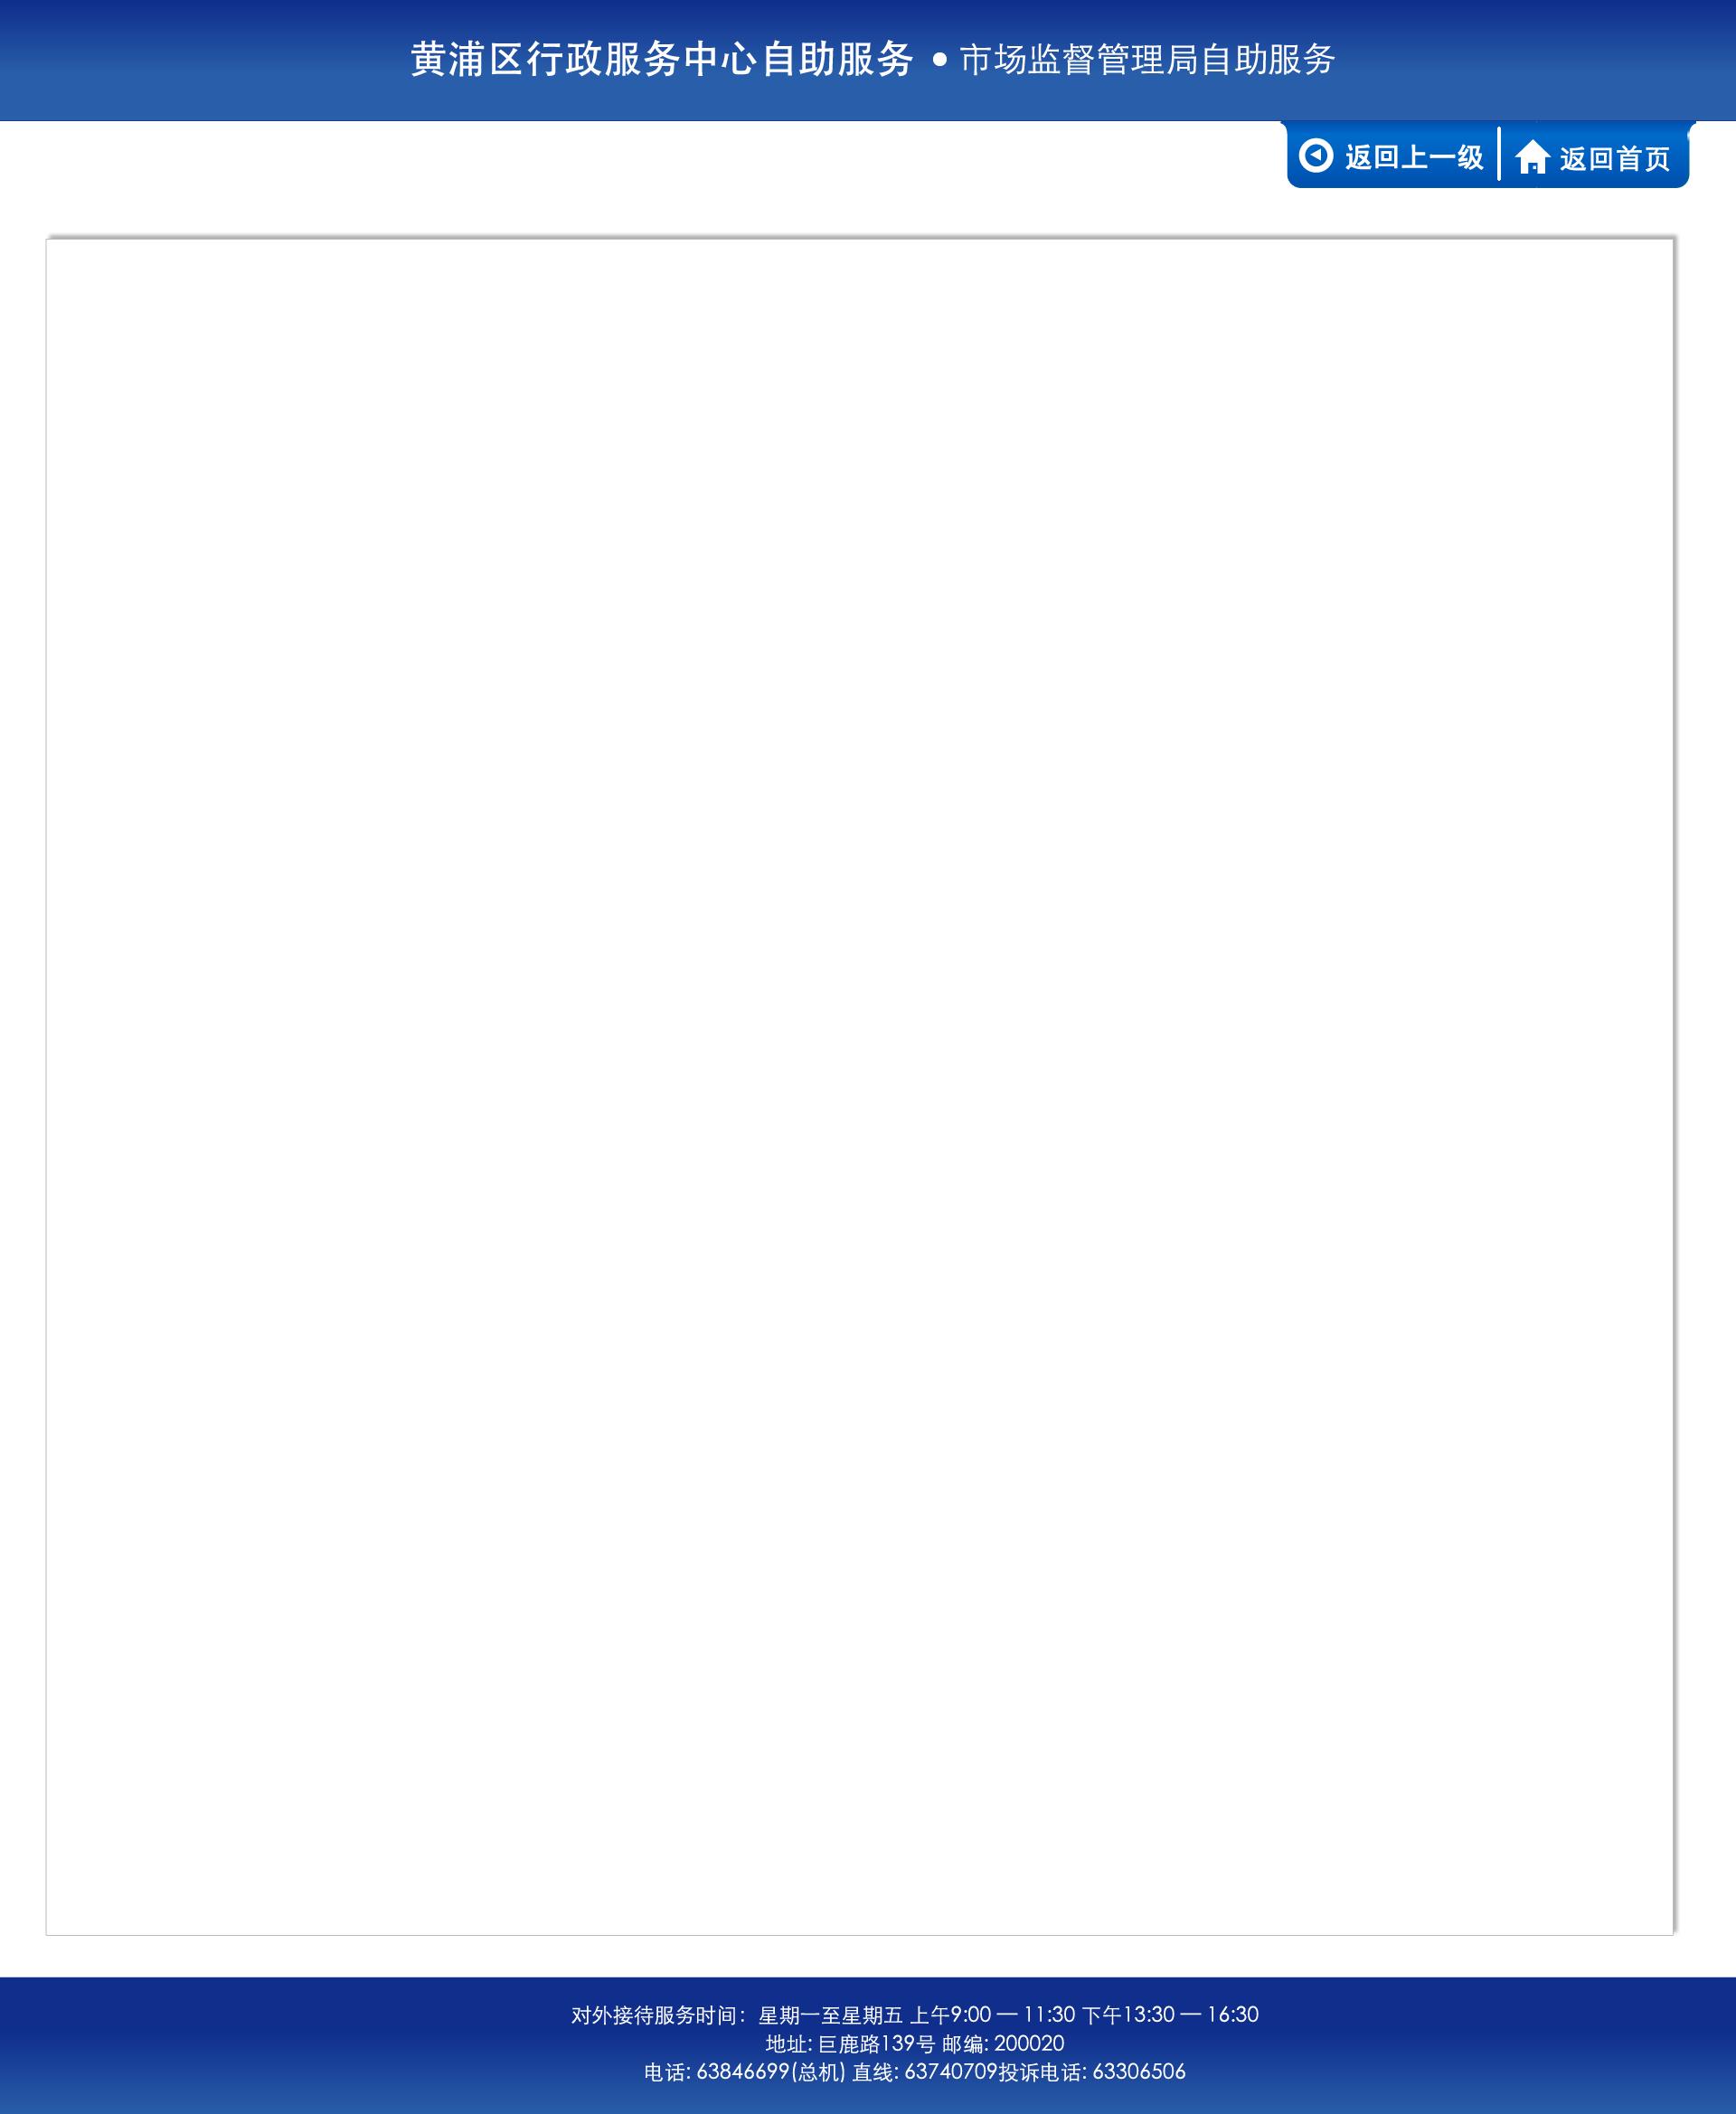 黄浦区行政服务中心自助服务 • 市场监督管理局自助服务
返回上一级 返回首页
对外接待服务时间：星期一至星期五 上午9:00 — 11:30 下午13:30 — 16:30
地址: 巨鹿路139号 邮编: 200020
电话: 63846699(总机) 直线: 63740709投诉电话: 63306506